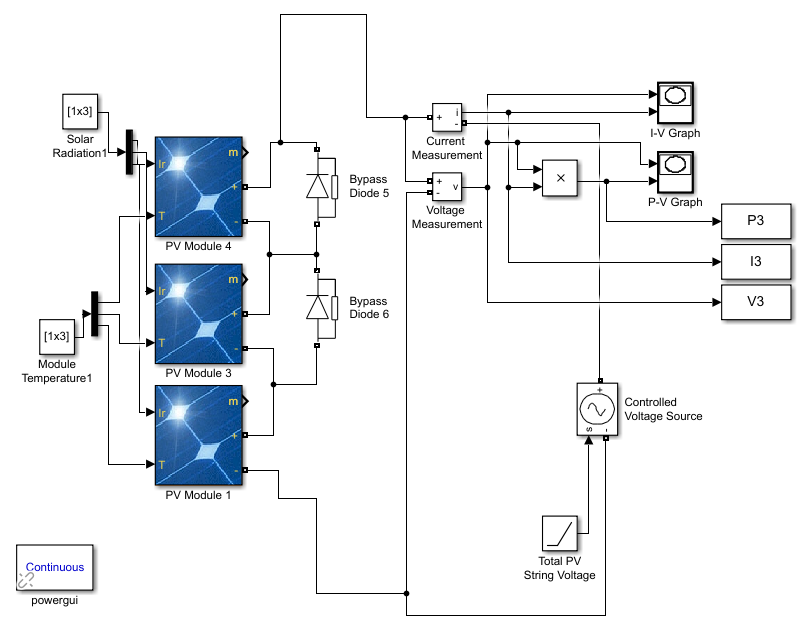 [1x3]
Solar
Radiation1
Ir
T
m
+
-
PV Module 4
Bypass
Diode 5
Ir
T
m
+
-
PV Module 3
Bypass
Diode 6
[1x3]
Module
Temperature1
Ir
T
m
+
-
PV Module 1
+
i
-
Current
Measurement
+
-
v
Voltage
Measurement
×
I-V Graph
P-V Graph
P3
I3
V3
+
s
-
Controlled
Voltage Source
Total PV
String Voltage
Continuous
powergui